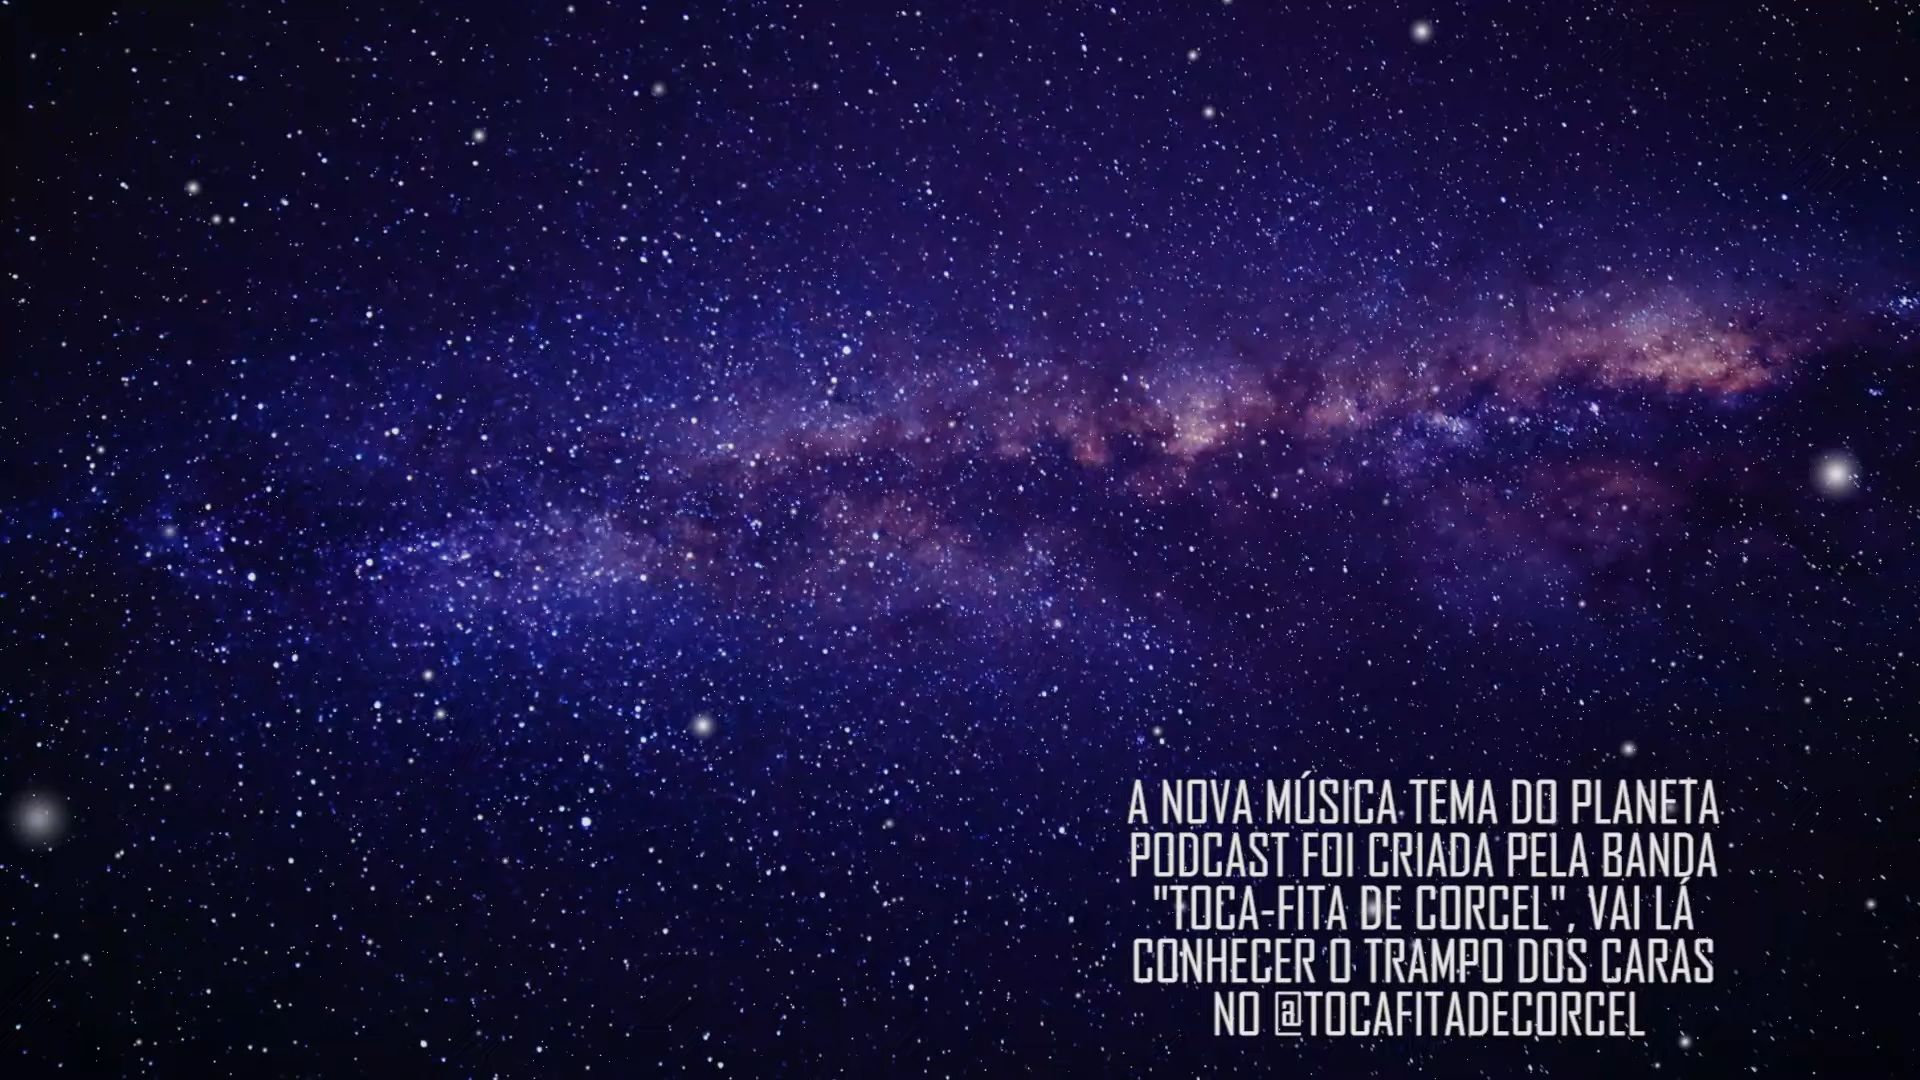 A NOVA MÚSICA TEMA DO PLANETA
PODCAST FOI CRIADA PELA BANDA
"TOCA-FITA DE CORCEL", VAI LÁ
CONHECER O TRAMPO DOS CARAS
NO @TOCAFITADECORCEL